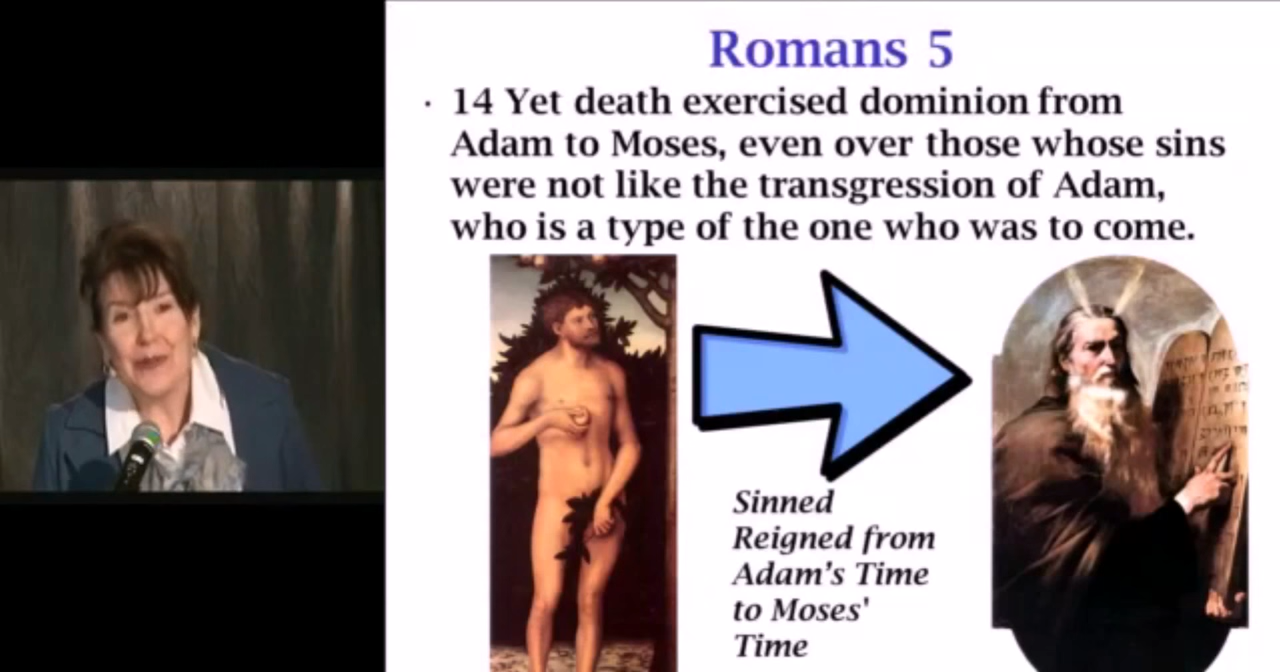 Romans 5
· 14 Yet death exercised dominion from
Adam to Moses, even over those whose sins
were not like the transgression of Adam,
who is a type of the one who was to come.
Sinned
Reigned from
Adam's Time
to Moses'
Time